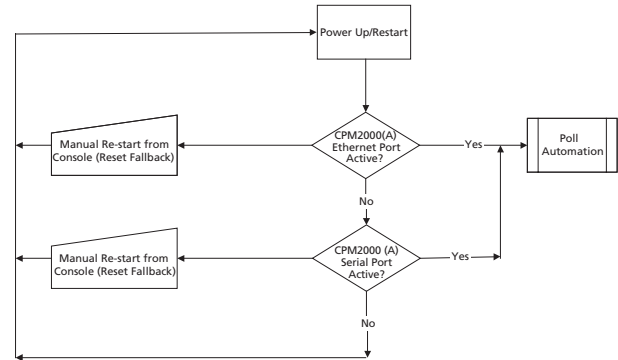 Power Up/Restart
Manual Re-start from
Console (Reset Fallback)
CPM2000(A)
Ethernet Port
Active?
Yes
Poll
Automation
No
Manual Re-start from
Console (Reset Fallback)
CPM2000 (A)
Serial Port
Active?
Yes
No